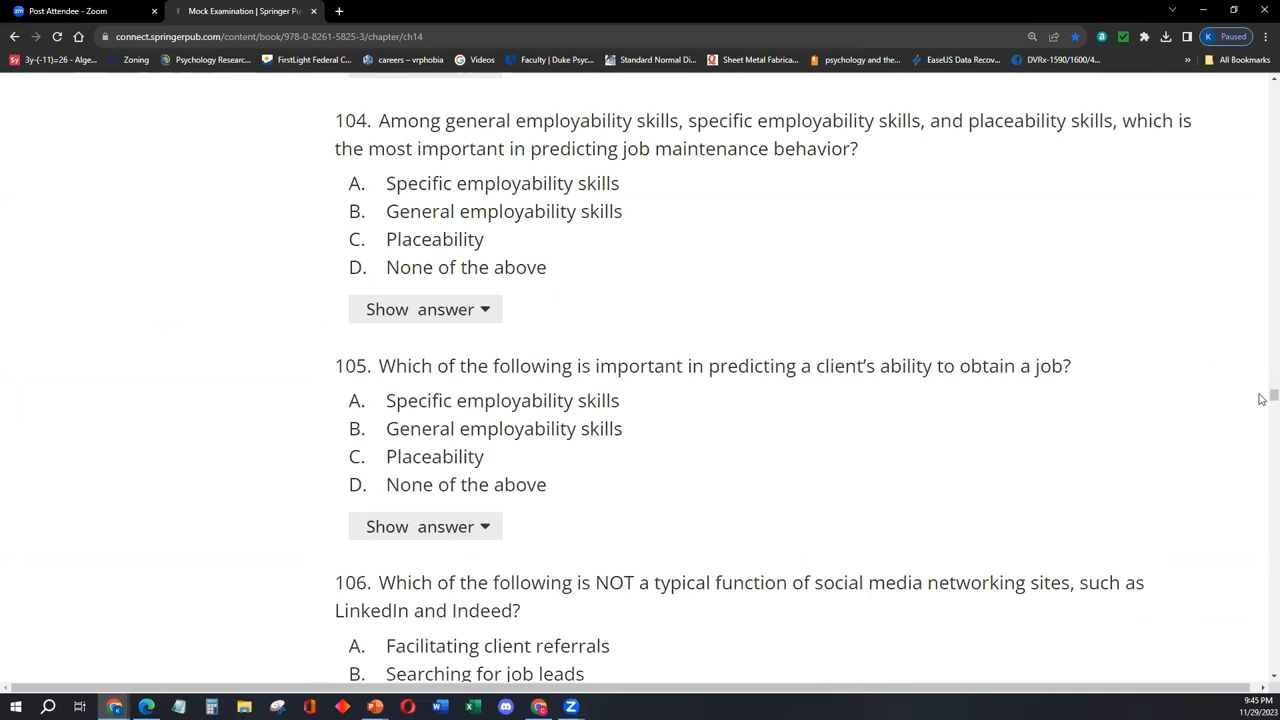 Post Attendee - Zoom
Mock Examination | Springer Pu
connect.springerpub.com/content/book/978-0-8261-5825-3/chapter/ch14
K Paused
Sy 3y-(-11)=26 - Alge...
Zoning
Psychology Researc...
FirstLight Federal C...
careers – vrphobia
Videos
Faculty | Duke Psyc...
Standard Normal Di...
Sheet Metal Fabrica...
psychology and the...
EaseUS Data Recov...
DVRx-1590/1600/4...
»
All Bookmarks
104. Among general employability skills, specific employability skills, and placeability skills, which is
the most important in predicting job maintenance behavior?
A. Specific employability skills
B. General employability skills
C. Placeability
D. None of the above
Show answer
105. Which of the following is important in predicting a client's ability to obtain a job?
A. Specific employability skills
B. General employability skills
C. Placeability
D. None of the above
Show answer
106. Which of the following is NOT a typical function of social media networking sites, such as
LinkedIn and Indeed?
A. Facilitating client referrals
B. Searching for job leads
9:45 PM
11/29/2023